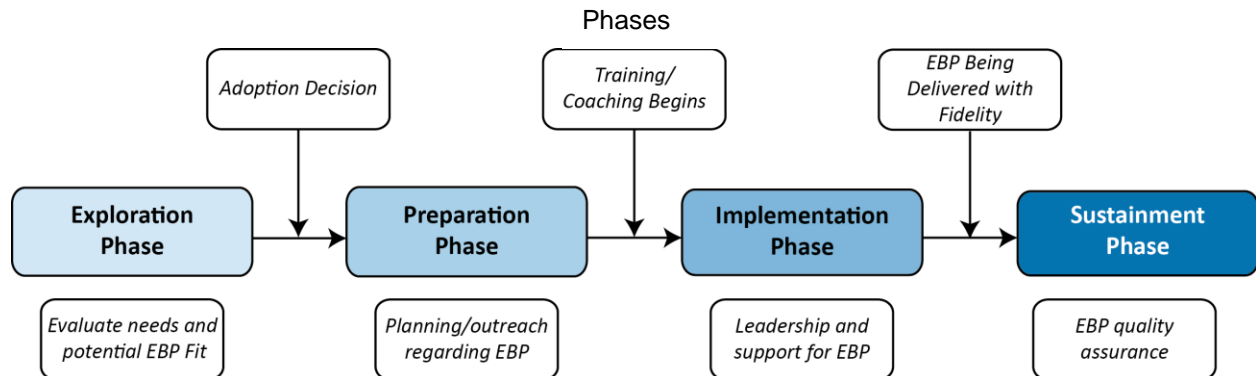 Phases
Adoption Decision
Training/
Coaching Begins
EBP Being
Delivered with
Fidelity
Exploration
Phase
Preparation
Phase
Implementation
Phase
Sustainment
Phase
Evaluate needs and
potential EBP Fit
Planning/outreach
regarding EBP
Leadership and
support for EBP
EBP quality
assurance